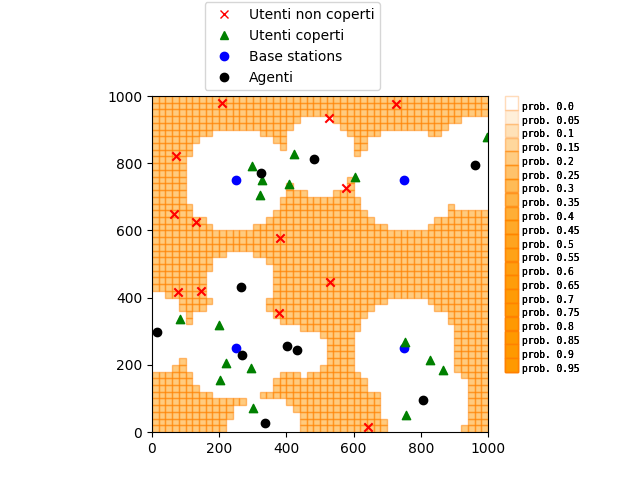 Utenti non coperti
Utenti coperti
Base stations
Agenti
1000
800
600
400
200
0
0
200
400
600
800
1000
prob. 0.0
prob. 0.05
prob. 0.1
prob. 0.15
prob. 0.2
prob. 0.25
prob. 0.3
prob. 0.35
prob. 0.4
prob. 0.45
prob. 0.5
prob. 0.55
prob. 0.6
prob. 0.65
prob. 0.7
prob. 0.75
prob. 0.8
prob. 0.85
prob. 0.9
prob. 0.95